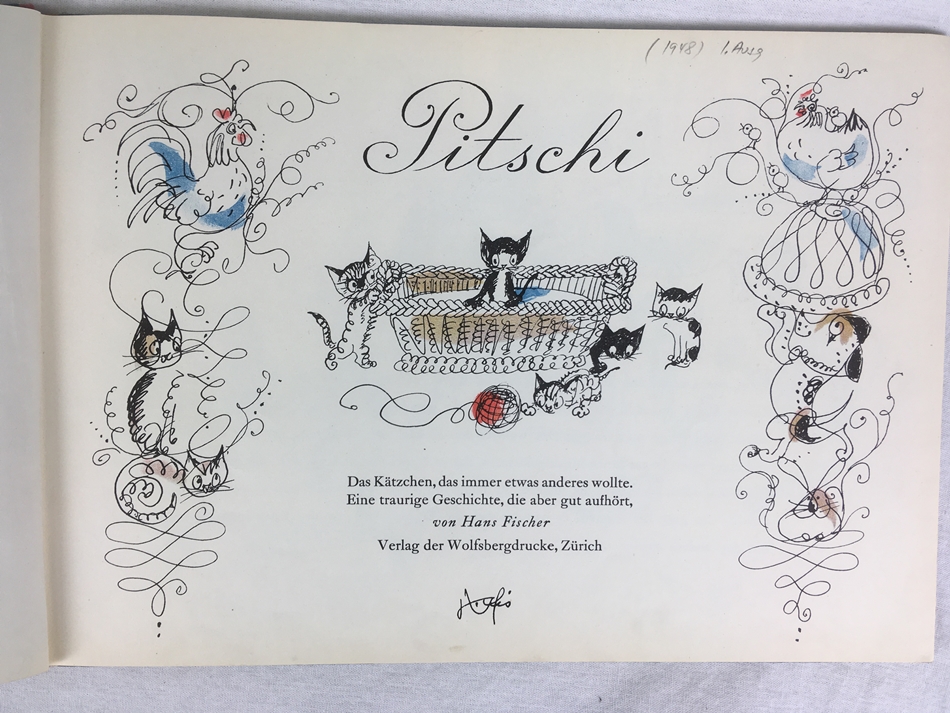 (1948) 1. Ausg
Pitschi
Das Kätzchen, das immer etwas anderes wollte.
Eine traurige Geschichte, die aber gut aufhört,
von Hans Fischer
Verlag der Wolfsbergdrucke, Zürich